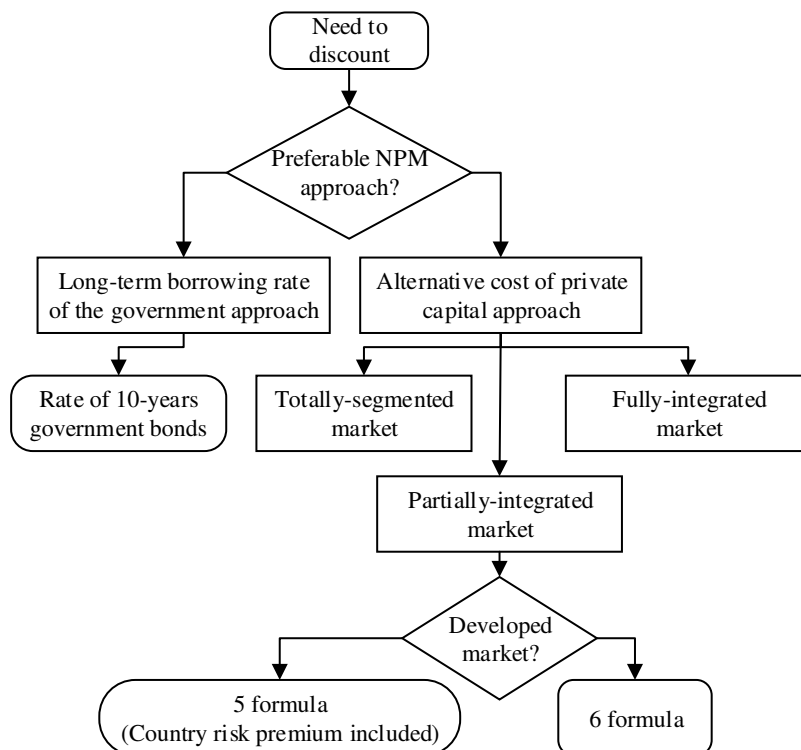 Need to
discount
Preferable NPM
approach?
Long-term borrowing rate
of the government approach
Alternative cost of private
capital approach
Rate of 10-years
government bonds
Totally-segmented
market
Fully-integrated
market
Partially-integrated
market
Developed
market?
5 formula
(Country risk premium included)
6 formula